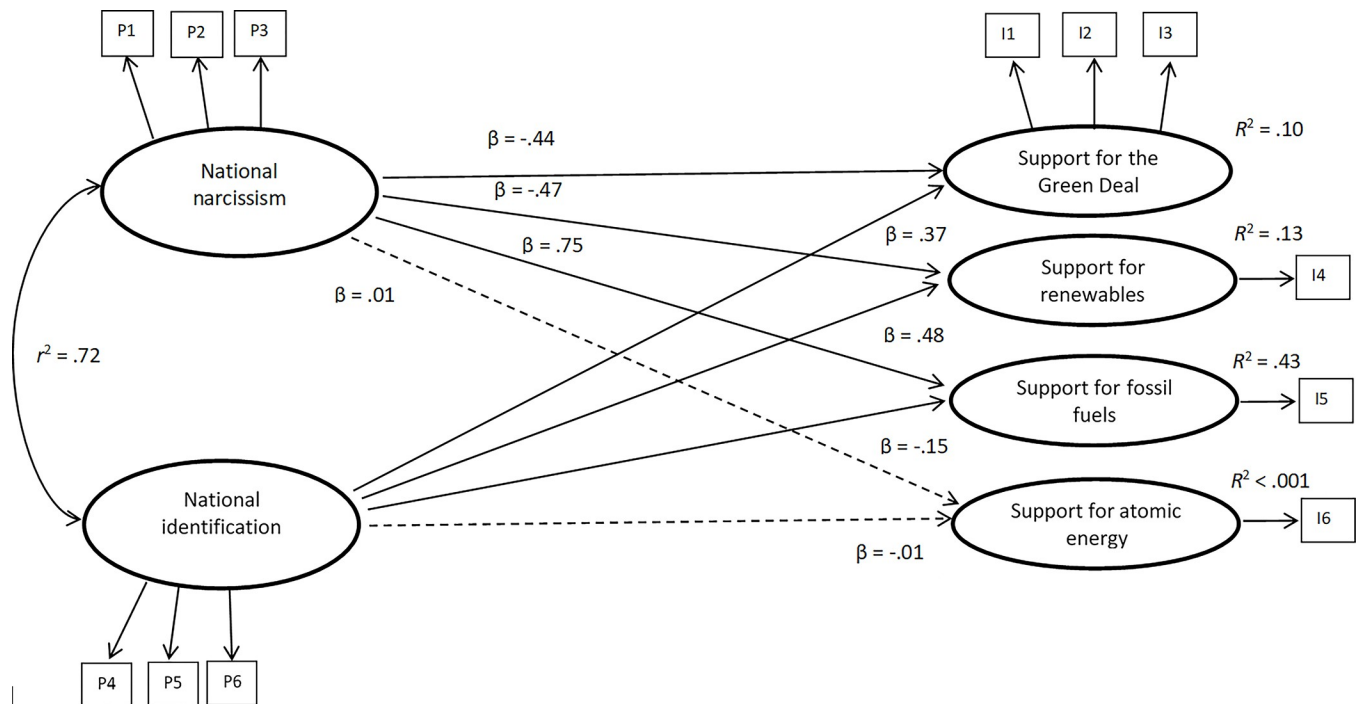 P1
P2
P3
I1
I2
I3
National
narcissism
β = -.44
β = -.47
β = .75
β = .01
Support for the
Green Deal
R² = .10
β = .37
Support for
renewables
R² = .13
I4
r² = .72
β = .48
Support for fossil
fuels
R² = .43
I5
β = -.15
National
identification
Support for atomic
energy
R² < .001
I6
β = -.01
P4
P5
P6